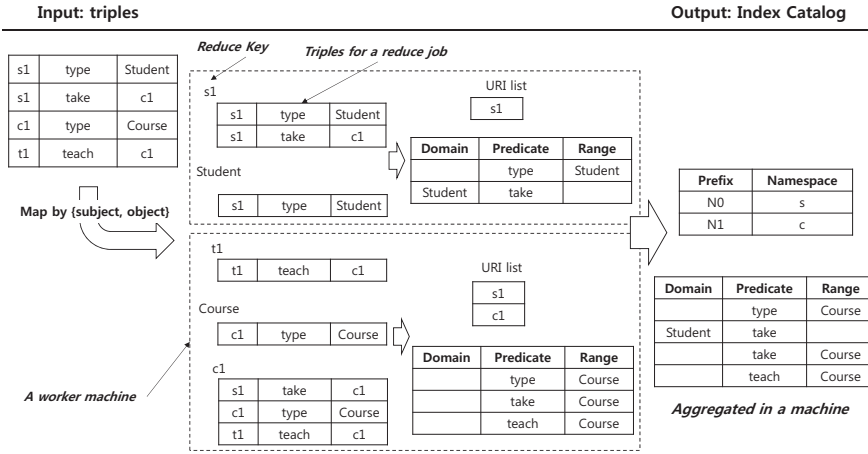 Input: triples
Output: Index Catalog
Reduce Key
Triples for a reduce job
s1 type Student
s1 take c1
c1 type Course
t1 teach c1
Map by {subject, object}
s1
s1 type Student
s1 take c1
Student
s1 type Student
URI list
s1
Domain Predicate Range
type Student
Student take
t1
t1 teach c1
Course
c1 type Course
c1
s1 take c1
c1 type Course
t1 teach c1
URI list
s1
c1
Domain Predicate Range
type Course
take Course
teach Course
A worker machine
Prefix Namespace
N0 s
N1 c
Domain Predicate Range
type Course
Student take
take Course
teach Course
Aggregated in a machine